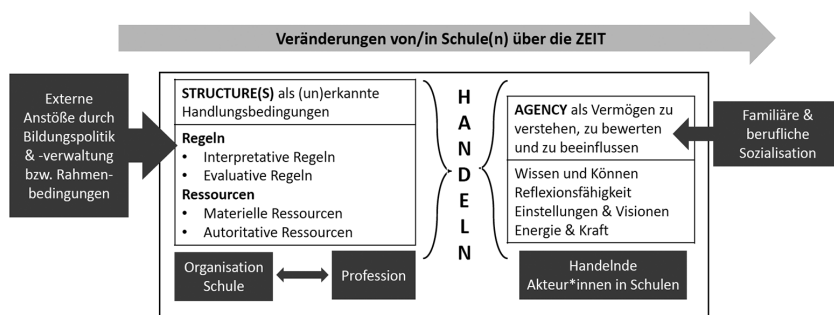 Veränderungen von/in Schule(n) über die ZEIT
Externe
Anstöße durch
Bildungspolitik
& -verwaltung
bzw. Rahmen-
bedingungen
STRUCTURE(S) als (un)erkannte
Handlungsbedingungen
Regeln
• Interpretative Regeln
• Evaluative Regeln
Ressourcen
• Materielle Ressourcen
• Autoritative Ressourcen
Organisation
Schule
Profession
HANDELN
AGENCY als Vermögen zu
verstehen, zu bewerten
und zu beeinflussen
Wissen und Können
Reflexionsfähigkeit
Einstellungen & Visionen
Energie & Kraft
Handelnde
Akteur*innen in Schulen
Familiäre &
berufliche
Sozialisation